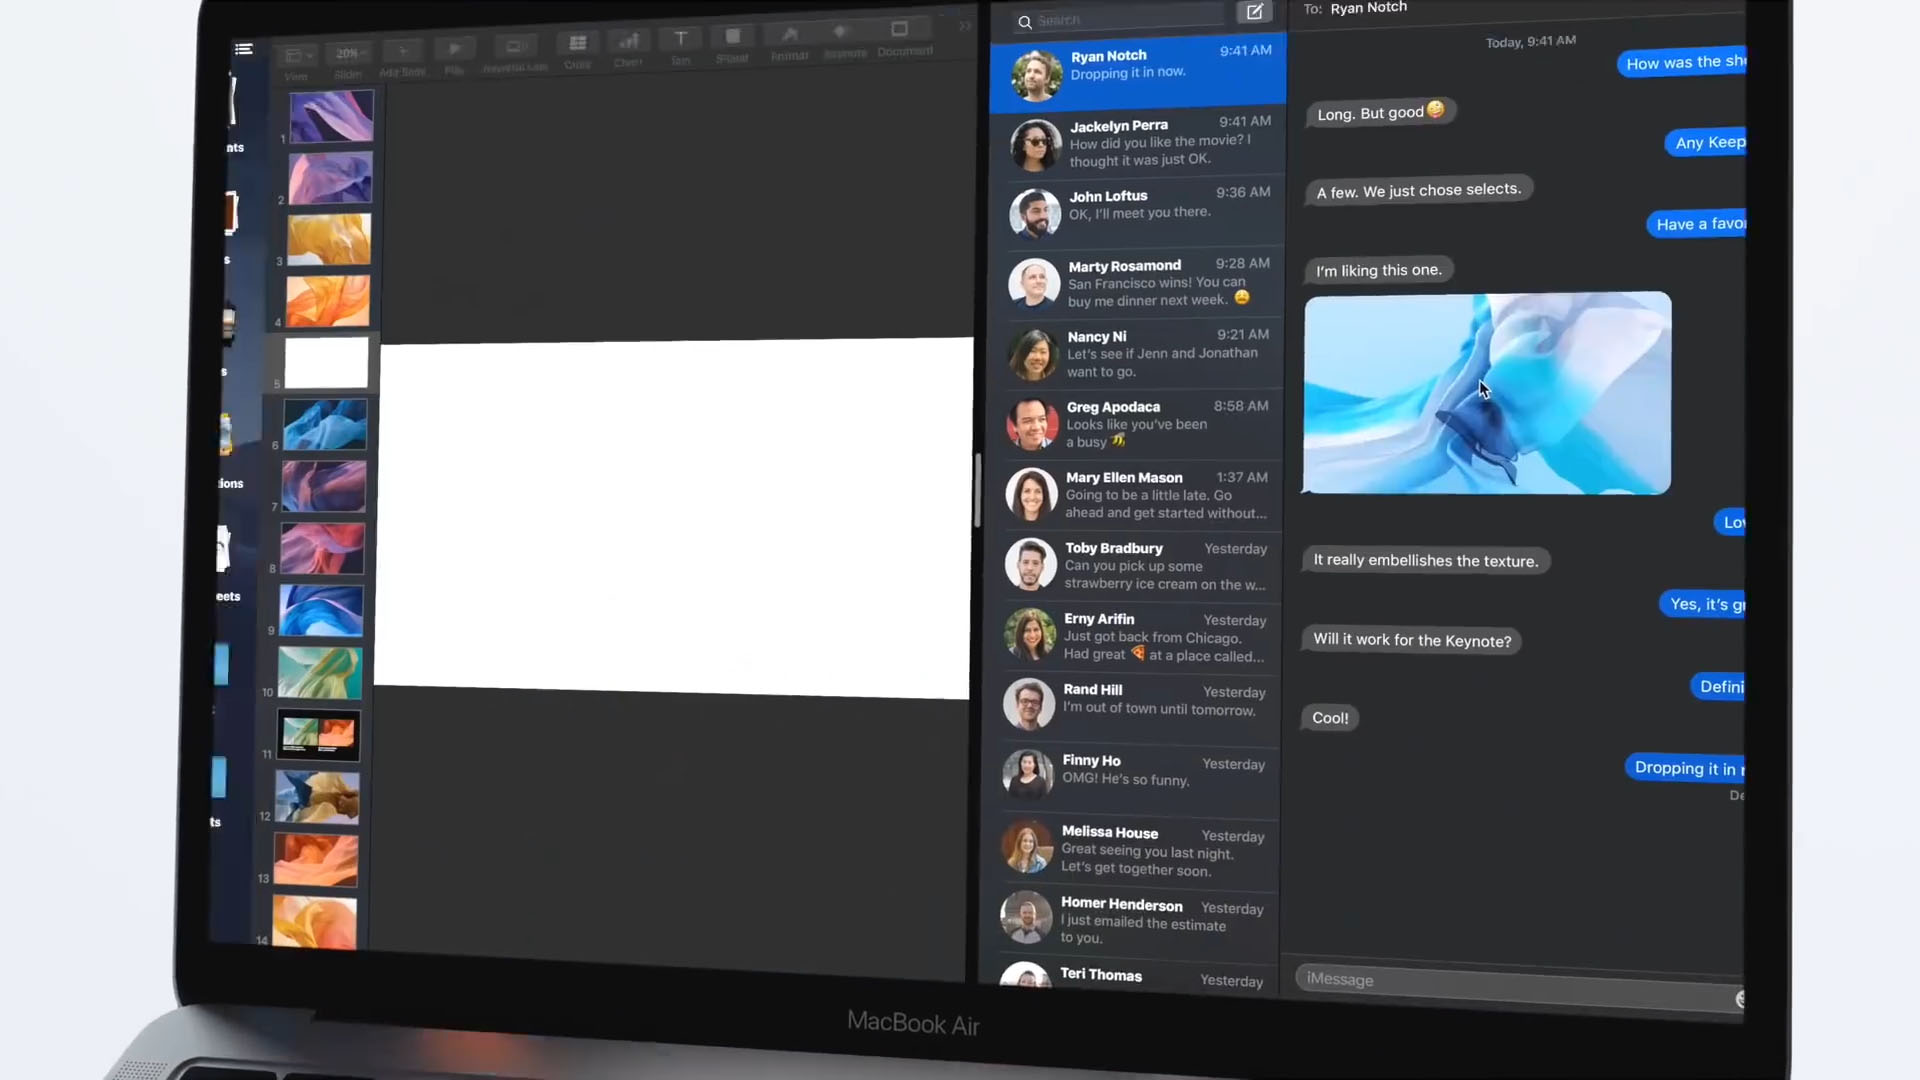 20%
View
Add Slide
Play
Chart
Text
Shape
Format
Animate
Document
nts
s
s
tions
eets
ts
1
2
3
4
5
6
7
8
9
10
11
12
13
14
Search
Ryan Notch 9:41 AM
Dropping it in now.
Jackelyn Perra 9:41 AM
How did you like the movie? I
thought it was just OK.
John Loftus 9:36 AM
OK, I'll meet you there.
Marty Rosamond 9:28 AM
San Francisco wins! You can
buy me dinner next week. 😩
Nancy Ni 9:21 AM
Let's see if Jenn and Jonathan
want to go.
Greg Apodaca 8:58 AM
Looks like you've been
a busy 🐝
Mary Ellen Mason 1:37 AM
Going to be a little late. Go
ahead and get started without...
Toby Bradbury Yesterday
Can you pick up some
strawberry ice cream on the w...
Erny Arifin Yesterday
Just got back from Chicago.
Had great 🍕 at a place called...
Rand Hill Yesterday
I'm out of town until tomorrow.
Finny Ho Yesterday
OMG! He's so funny.
Melissa House Yesterday
Great seeing you last night.
Let's get together soon.
Homer Henderson Yesterday
I just emailed the estimate
to you.
Teri Thomas Yesterday
To: Ryan Notch
Today, 9:41 AM
How was the sho
Long. But good🤪
Any Keep
A few. We just chose selects.
Have a favo
I'm liking this one.
Lov
It really embellishes the texture.
Yes, it's gr
Will it work for the Keynote?
Defini
Cool!
Dropping it in n
De
iMessage
MacBook Air